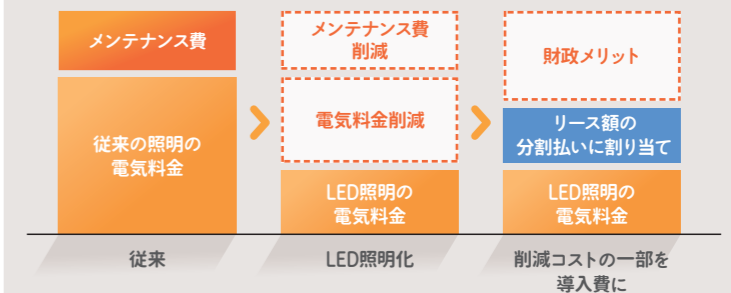 メンテナンス費
従来の照明の
電気料金
従来
メンテナンス費
削減
電気料金削減
LED照明の
電気料金
LED照明化
財政メリット
リース額の
分割払いに割り当て
LED照明の
電気料金
削減コストの一部を
導入費に